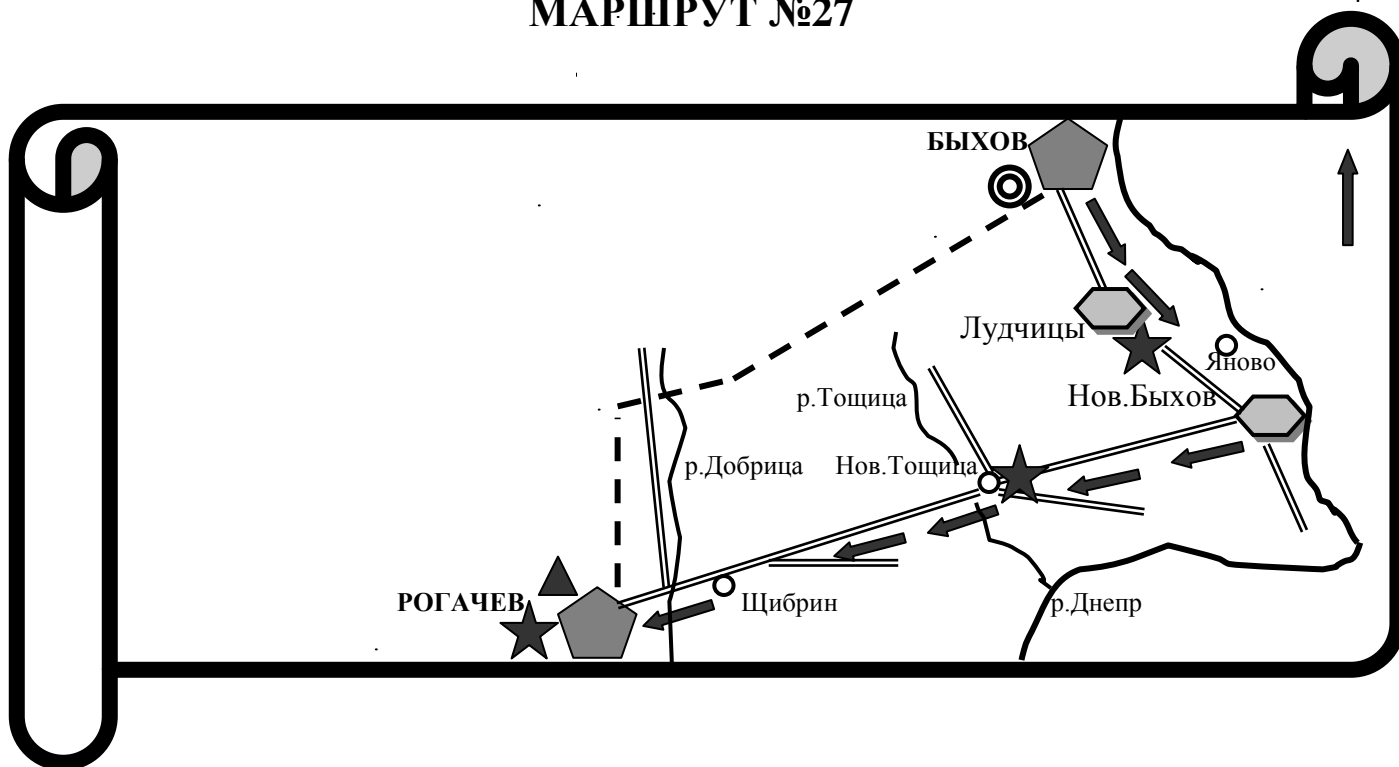 МАРШРУТ №27
БЫХОВ
Лудчицы
Яново
Нов.Быхов
р.Тощица
р.Добрица
Нов.Тощица
РОГАЧЕВ
Щибрин
р.Днепр